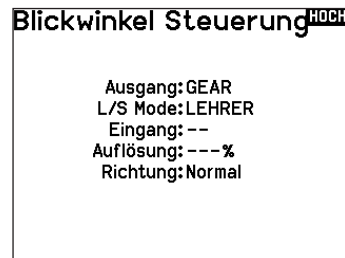 Blickwinkel Steuerung HOCH
Ausgang: GEAR
L/S Mode: LEHRER
Eingang: --
Auflösung: ---%
Richtung: Normal